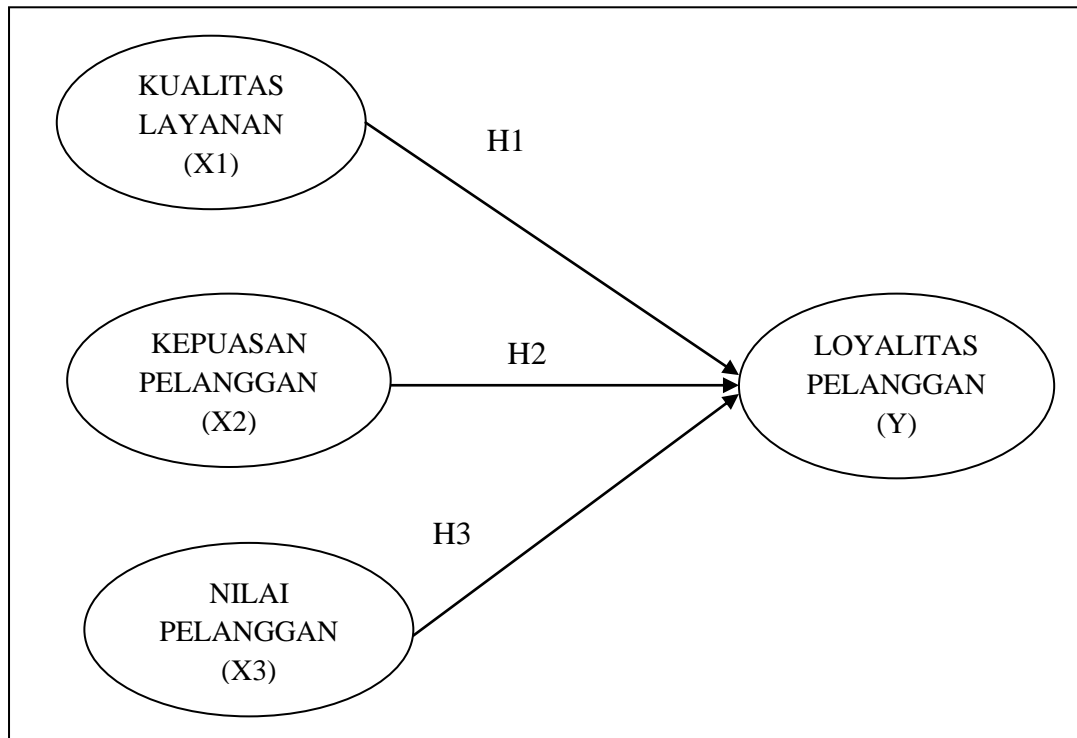 KUALITAS
LAYANAN
(X1)
H1
KEPUASAN
PELANGGAN
(X2)
H2
LOYALITAS
PELANGGAN
(Y)
H3
NILAI
PELANGGAN
(X3)